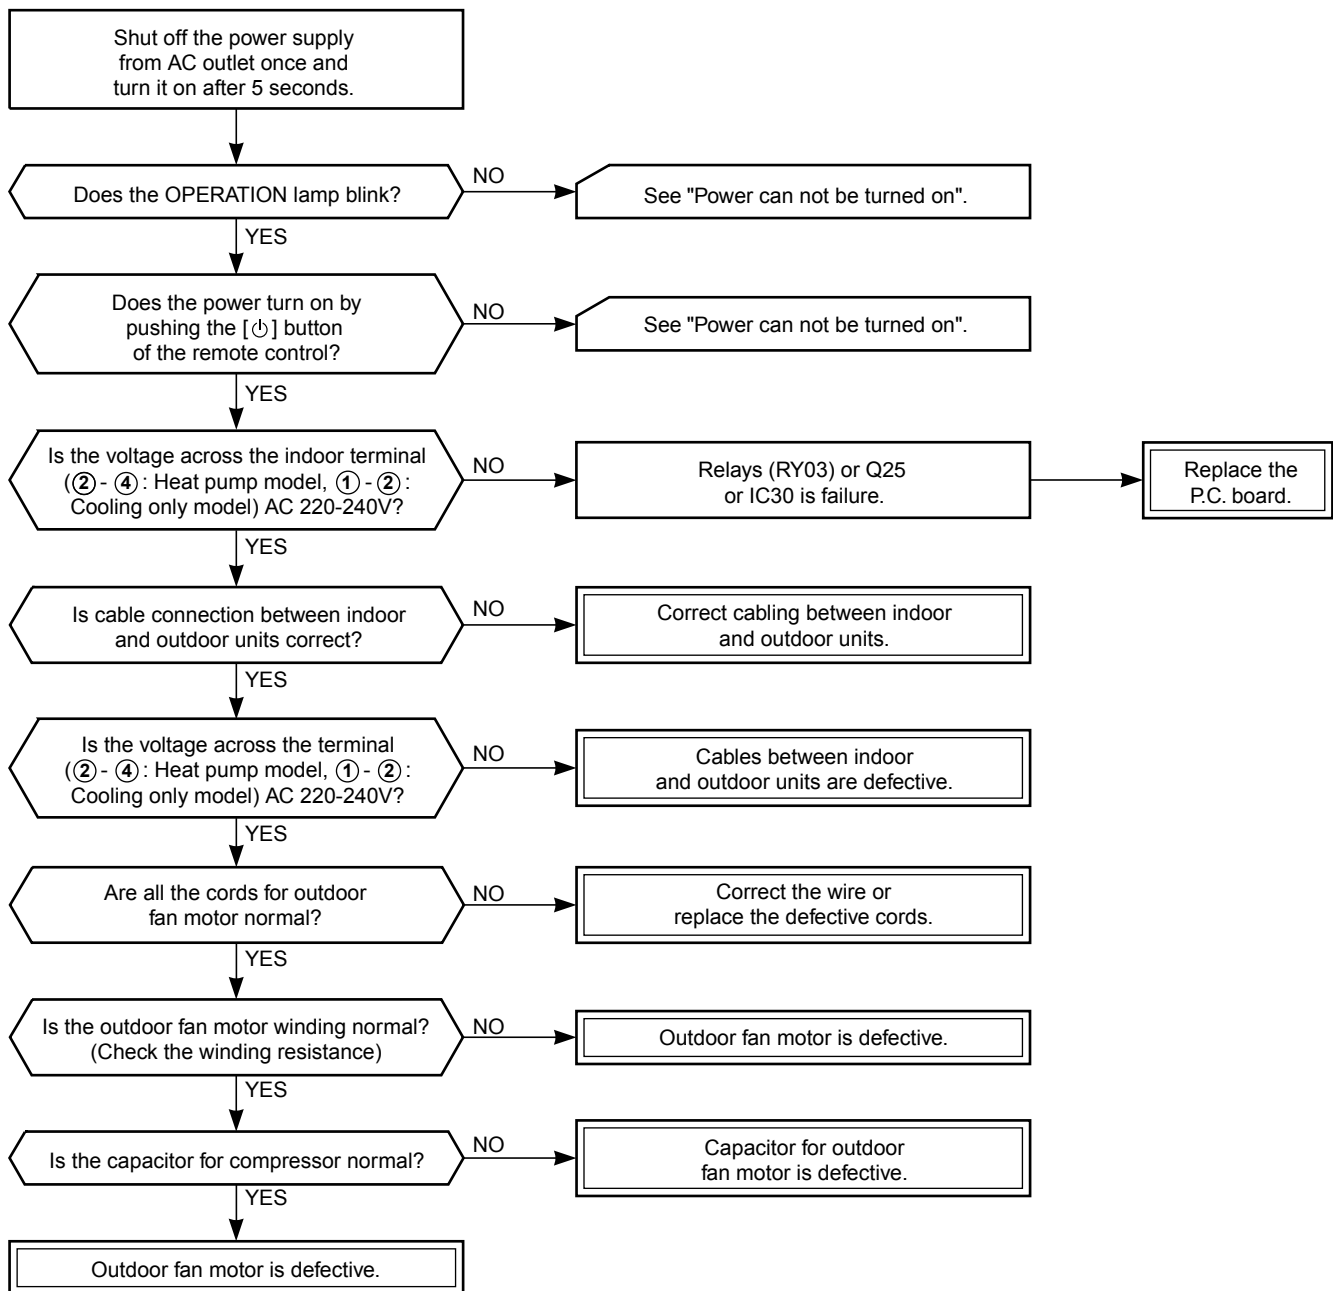 Shut off the power supply
from AC outlet once and
turn it on after 5 seconds.
Does the OPERATION lamp blink?
NO
See "Power can not be turned on".
YES
Does the power turn on by
pushing the [⏻] button
of the remote control?
NO
See "Power can not be turned on".
YES
Is the voltage across the indoor terminal
(② - ④ : Heat pump model, ① - ② :
Cooling only model) AC 220-240V?
NO
Relays (RY03) or Q25
or IC30 is failure.
Replace the
P.C. board.
YES
Is cable connection between indoor
and outdoor units correct?
NO
Correct cabling between indoor
and outdoor units.
YES
Is the voltage across the terminal
(② - ④ : Heat pump model, ① - ② :
Cooling only model) AC 220-240V?
NO
Cables between indoor
and outdoor units are defective.
YES
Are all the cords for outdoor
fan motor normal?
NO
Correct the wire or
replace the defective cords.
YES
Is the outdoor fan motor winding normal?
(Check the winding resistance)
NO
Outdoor fan motor is defective.
YES
Is the capacitor for compressor normal?
NO
Capacitor for outdoor
fan motor is defective.
YES
Outdoor fan motor is defective.